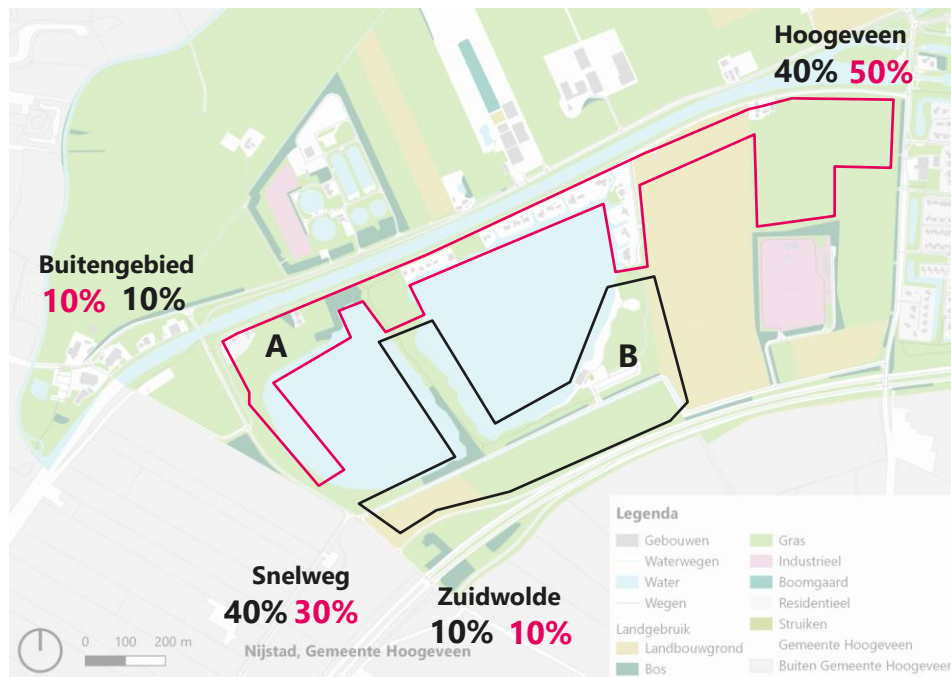 Hoogeveen
40% 50%
Buitengebied
10% 10%
A
B
Snelweg
40% 30%
Zuidwolde
10% 10%
0 100 200 m
Nijstad, Gemeente Hoogeveen
Legenda
Gebouwen
Waterwegen
Water
Wegen
Landgebruik
Landbouwgrond
Bos
Gras
Industrieel
Boomgaard
Residentieel
Struiken
Gemeente Hoogeveen
Buiten Gemeente Hoogeveen